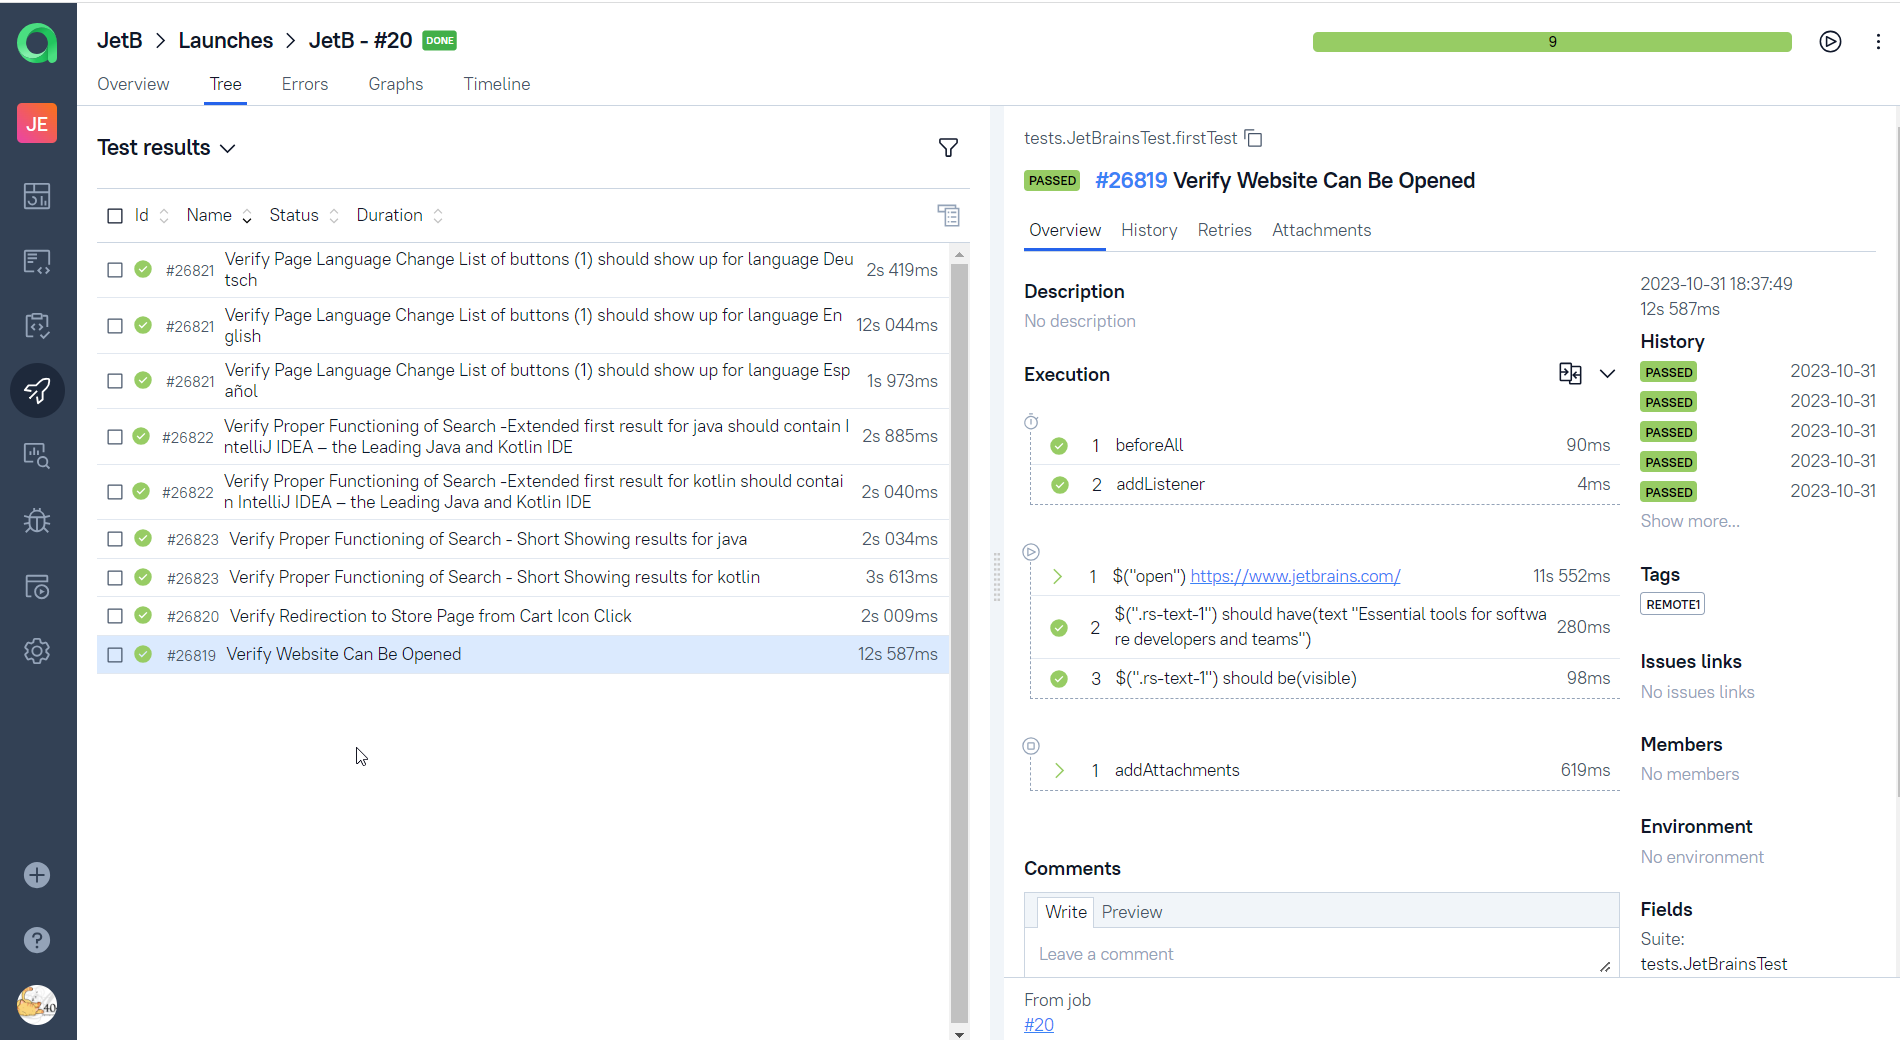 JetB > Launches > JetB - #20 DONE
9
Overview Tree Errors Graphs Timeline
JE
Test results
Id Name Status Duration
#26821 Verify Page Language Change List of buttons (1) should show up for language Deu
tsch 2s 419ms
#26821 Verify Page Language Change List of buttons (1) should show up for language En
glish 12s 044ms
#26821 Verify Page Language Change List of buttons (1) should show up for language Esp
añol 1s 973ms
#26822 Verify Proper Functioning of Search -Extended first result for java should contain I
ntelliJ IDEA – the Leading Java and Kotlin IDE 2s 885ms
#26822 Verify Proper Functioning of Search -Extended first result for kotlin should contai
n IntelliJ IDEA – the Leading Java and Kotlin IDE 2s 040ms
#26823 Verify Proper Functioning of Search - Short Showing results for java 2s 034ms
#26823 Verify Proper Functioning of Search - Short Showing results for kotlin 3s 613ms
#26820 Verify Redirection to Store Page from Cart Icon Click 2s 009ms
#26819 Verify Website Can Be Opened 12s 587ms
40
tests.JetBrainsTest.firstTest
PASSED #26819 Verify Website Can Be Opened
Overview History Retries Attachments
Description
No description
Execution
1 beforeAll 90ms
2 addListener 4ms
1 $("open") https://www.jetbrains.com/ 11s 552ms
2 $(".rs-text-1") should have(text "Essential tools for softwa
re developers and teams") 280ms
3 $(".rs-text-1") should be(visible) 98ms
1 addAttachments 619ms
Comments
Write Preview
Leave a comment
From job
#20
2023-10-31 18:37:49
12s 587ms
History
PASSED 2023-10-31
PASSED 2023-10-31
PASSED 2023-10-31
PASSED 2023-10-31
PASSED 2023-10-31
Show more...
Tags
REMOTE1
Issues links
No issues links
Members
No members
Environment
No environment
Fields
Suite:
tests.JetBrainsTest